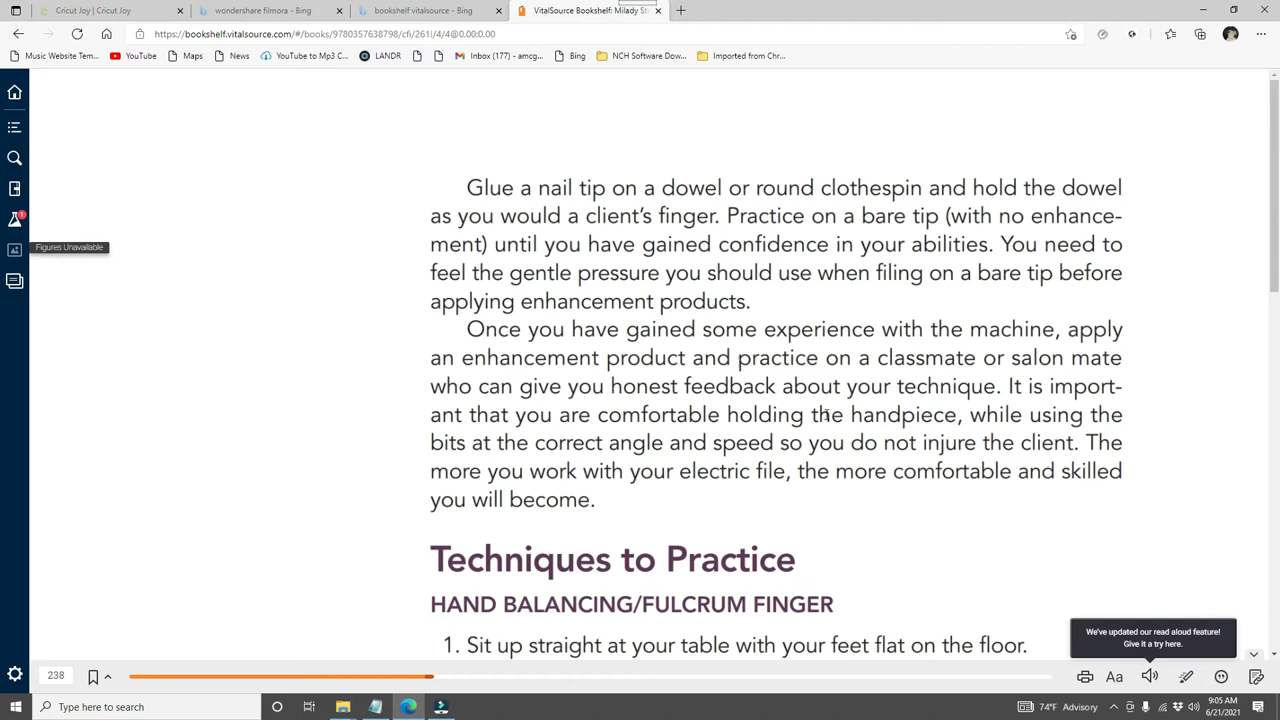 Cricut Joy | Cricut Joy
wondershare filmora - Bing
bookshelf vitalsource - Bing
VitalSource Bookshelf: Milady St
https://bookshelf.vitalsource.com/#/books/9780357638798/cfi/261!/4/4@0.00:0.00
Music Website Tem...
YouTube
Maps
News
YouTube to Mp3 C...
LANDR
Inbox (177) - amcg...
Bing
NCH Software Dow...
Imported from Chr...
1
Figures Unavailable
Glue a nail tip on a dowel or round clothespin and hold the dowel
as you would a client's finger. Practice on a bare tip (with no enhance-
ment) until you have gained confidence in your abilities. You need to
feel the gentle pressure you should use when filing on a bare tip before
applying enhancement products.
Once you have gained some experience with the machine, apply
an enhancement product and practice on a classmate or salon mate
who can give you honest feedback about your technique. It is import-
ant that you are comfortable holding the handpiece, while using the
bits at the correct angle and speed so you do not injure the client. The
more you work with your electric file, the more comfortable and skilled
you will become.
Techniques to Practice
HAND BALANCING/FULCRUM FINGER
1. Sit up straight at your table with your feet flat on the floor.
We've updated our read aloud feature!
Give it a try here.
238
Aa
Type here to search
74°F Advisory
9:05 AM
6/21/2021